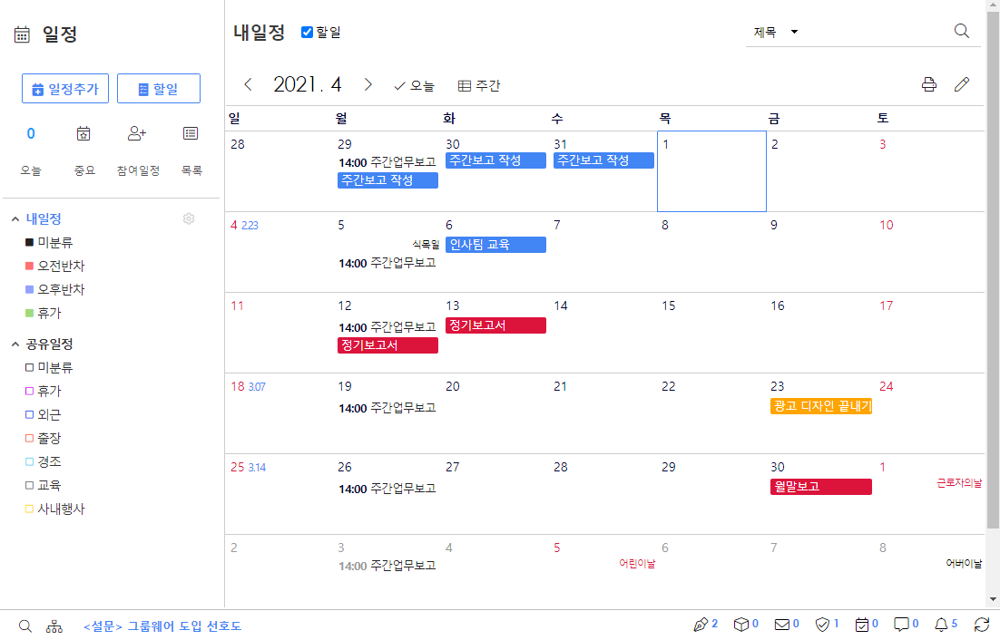 일정
일정추가 할일
0
오늘 중요 참여일정 목록
내일정
미분류
오전반차
오후반차
휴가
공유일정
미분류
휴가
외근
출장
경조
교육
사내행사
내일정 할일 제목
2021. 4 오늘 주간
일 월 화 수 목 금 토
28 29 30 31 1 2 3
14:00 주간업무보고 주간보고 작성 주간보고 작성
주간보고 작성
4 2.23 5 6 7 8 9 10
식목일 인사팀 교육
14:00 주간업무보고
11 12 13 14 15 16 17
14:00 주간업무보고 정기보고서
정기보고서
18 3.07 19 20 21 22 23 24
14:00 주간업무보고 광고 디자인 끝내기
25 3.14 26 27 28 29 30 1
14:00 주간업무보고 월말보고 근로자의날
2 3 4 5 6 7 8
14:00 주간업무보고 어린이날 어버이날
<설문> 그룹웨어 도입 선호도 2 0 0 1 0 0 5